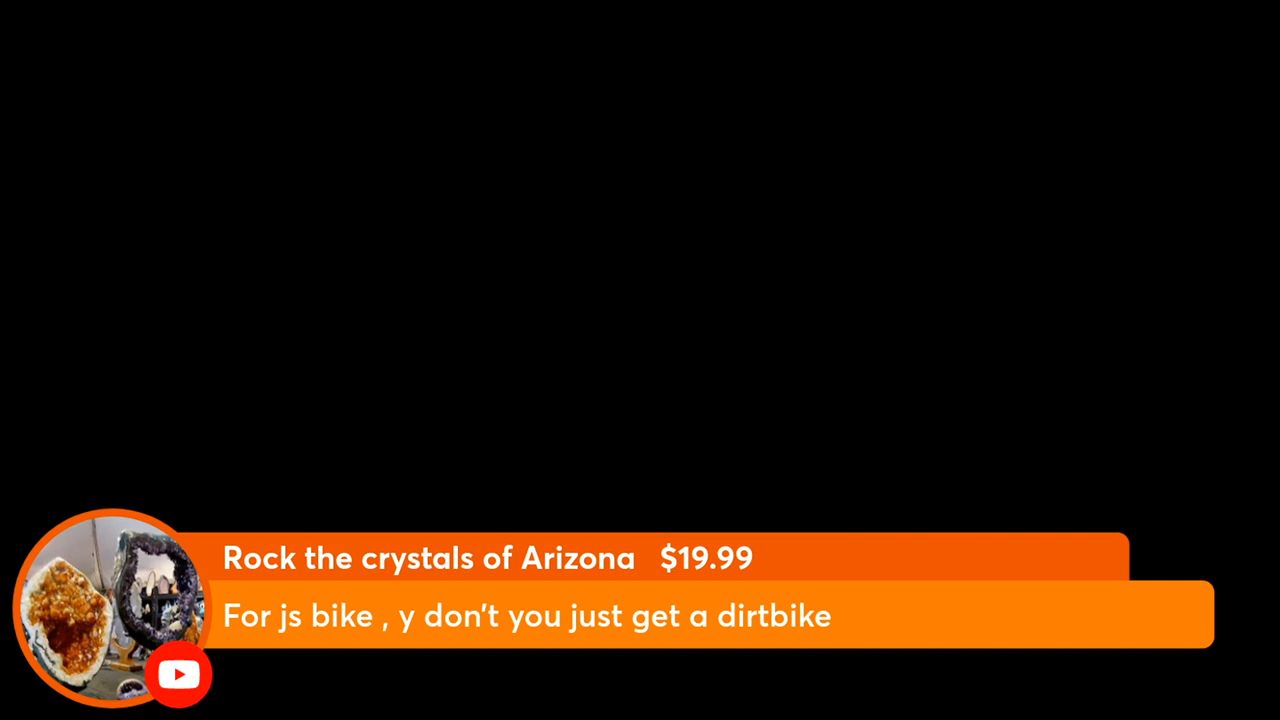 Rock the crystals of Arizona $19.99
For js bike , y don't you just get a dirtbike